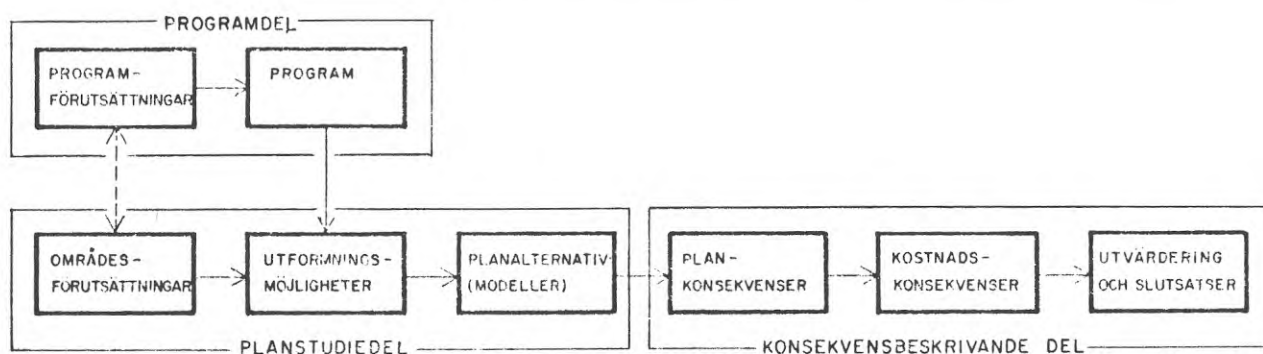 PROGRAMDEL
PROGRAM-
FÖRUTSÄTTNINGAR
PROGRAM
OMRÅDES-
FÖRUTSÄTTNINGAR
UTFORMNINGS-
MÖJLIGHETER
PLANALTERNATIV
(MODELLER)
PLANSTUDIEDEL
PLAN-
KONSEKVENSER
KOSTNADS-
KONSEKVENSER
UTVÄRDERING
OCH SLUTSATSER
KONSEKVENSBESKRIVANDE DEL